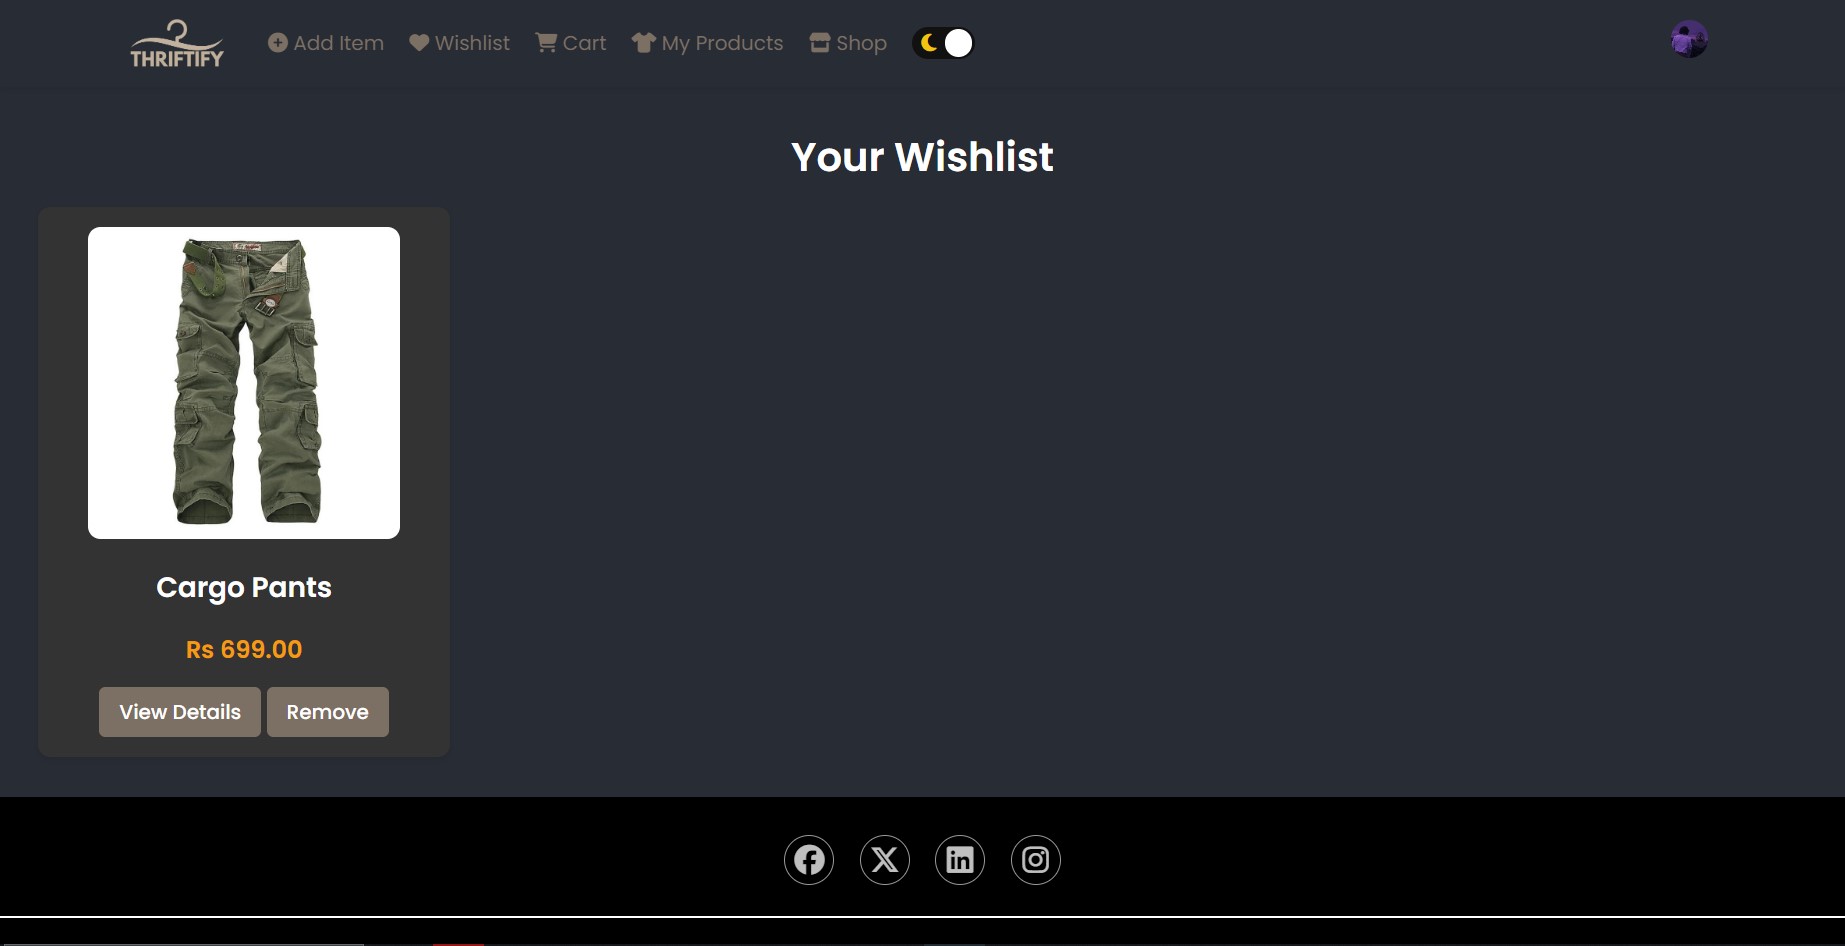 THRIFTIFY
Add Item Wishlist Cart My Products Shop
Your Wishlist
Cargo Pants
Rs 699.00
View Details Remove